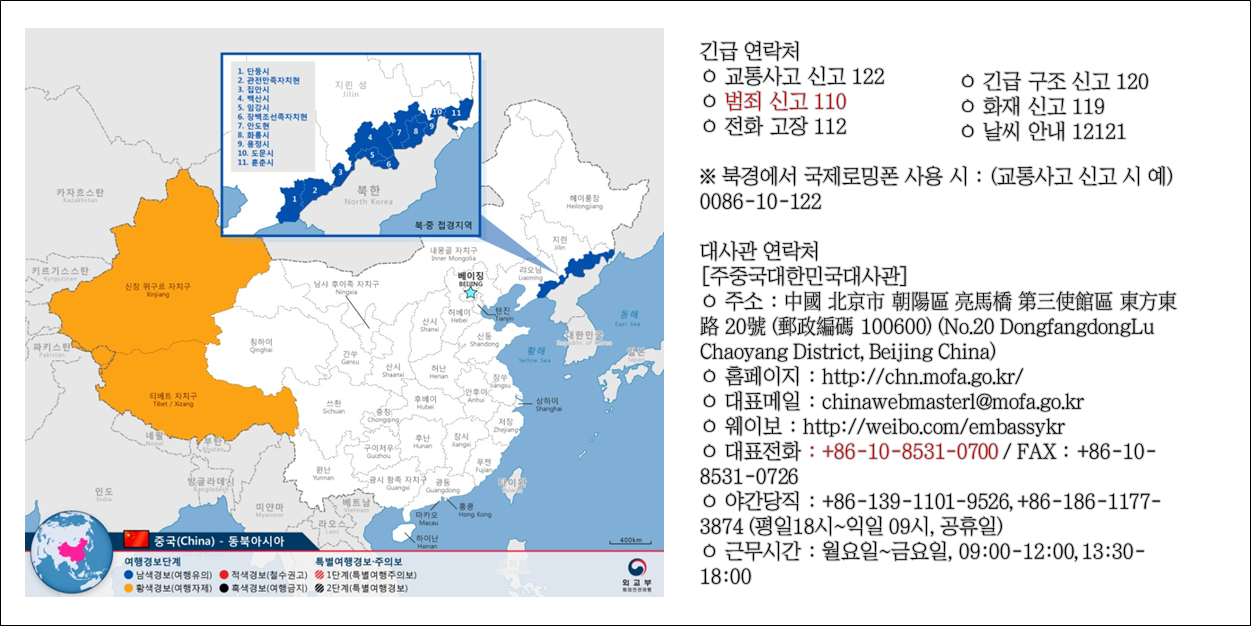 1. 단둥시
2. 관전만족자치현
3. 집안시
4. 백산시
5. 임강시
6. 장백조선족자치현
7. 안도현
8. 화룡시
9. 용정시
10. 도문시
11. 훈춘시
지린 성
Jilin
1
2
3
4
5
6
7
8
9
10
11
북한
North Korea
북·중 접경지역
카자흐스탄
Kazakhstan
키르기스스탄
Kyrgyzstan
파키스탄
Pakistan
신장 위구르 자치구
Xinjiang
티베트 자치구
Tibet / Xizang
네팔
Nepal
부탄
인도
India
방글라데시
Bangladesh
미얀마
Myanmar
라오스
Laos
베트남
Vietnam
헤이룽장
Heilongjiang
지린
Jilin
랴오닝
Liaoning
내몽골 자치구
Inner Mongolia
베이징
BEIJING
톈진
Tianjin
허베이
Hebei
닝샤 후이족 자치구
Ningxia
산시
Shanxi
산둥
Shandong
칭하이
Qinghai
간쑤
Gansu
산시
Shaanxi
허난
Henan
장쑤
Jiangsu
안후이
Anhui
상하이
Shanghai
쓰촨
Sichuan
충칭
Chongqing
후베이
Hubei
저장
Zhejiang
구이저우
Guizhou
후난
Hunan
장시
Jiangxi
푸젠
Fujian
윈난
Yunnan
광시 좡족 자치구
Guangxi
광둥
Guangdong
타이완
Taiwan
마카오
Macau
홍콩
Hong Kong
하이난
Hainan
동해
East Sea
황해
Yellow Sea
대한민국
Republic of Korea
일본
Japan
400km
중국(China) - 동북아시아
여행경보단계
남색경보(여행유의)
적색경보(철수권고)
황색경보(여행자제)
흑색경보(여행금지)
특별여행경보·주의보
1단계(특별여행주의보)
2단계(특별여행경보)
외교부
해외안전여행
긴급 연락처
ㅇ 교통사고 신고 122
ㅇ 범죄 신고 110
ㅇ 전화 고장 112
ㅇ 긴급 구조 신고 120
ㅇ 화재 신고 119
ㅇ 날씨 안내 12121
※ 북경에서 국제로밍폰 사용 시 : (교통사고 신고 시 예)
0086-10-122
대사관 연락처
[주중국대한민국대사관]
ㅇ 주소 : 中國 北京市 朝陽區 亮馬橋 第三使館區 東方東
路 20號 (郵政編碼 100600) (No.20 DongfangdongLu
Chaoyang District, Beijing China)
ㅇ 홈페이지 : http://chn.mofa.go.kr/
ㅇ 대표메일 : chinawebmaster1@mofa.go.kr
ㅇ 웨이보 : http://weibo.com/embassykr
ㅇ 대표전화 : +86-10-8531-0700 / FAX : +86-10-
8531-0726
ㅇ 야간당직 : +86-139-1101-9526, +86-186-1177-
3874 (평일18시~익일 09시, 공휴일)
ㅇ 근무시간 : 월요일~금요일, 09:00-12:00, 13:30-
18:00